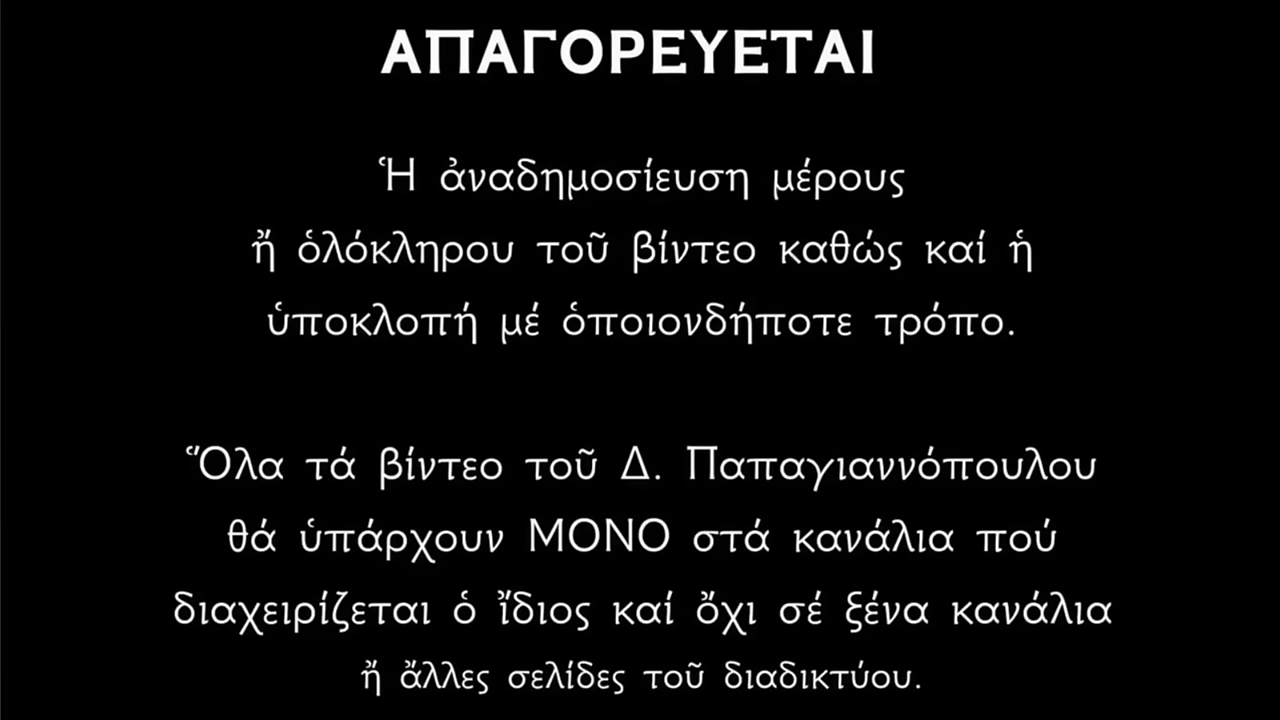 ΑΠΑΓΟΡΕΥΕΤΑΙ
Ἡ ἀναδημοσίευση μέρους
ἤ ὁλόκληρου τοῦ βίντεο καθώς καί ἡ
ὑποκλοπή μέ ὁποιονδήποτε τρόπο.
Ὅλα τά βίντεο τοῦ Δ. Παπαγιαννόπουλου
θά ὑπάρχουν ΜΟΝΟ στά κανάλια πού
διαχειρίζεται ὁ ἴδιος καί ὄχι σέ ξένα κανάλια
ἤ ἄλλες σελίδες τοῦ διαδικτύου.